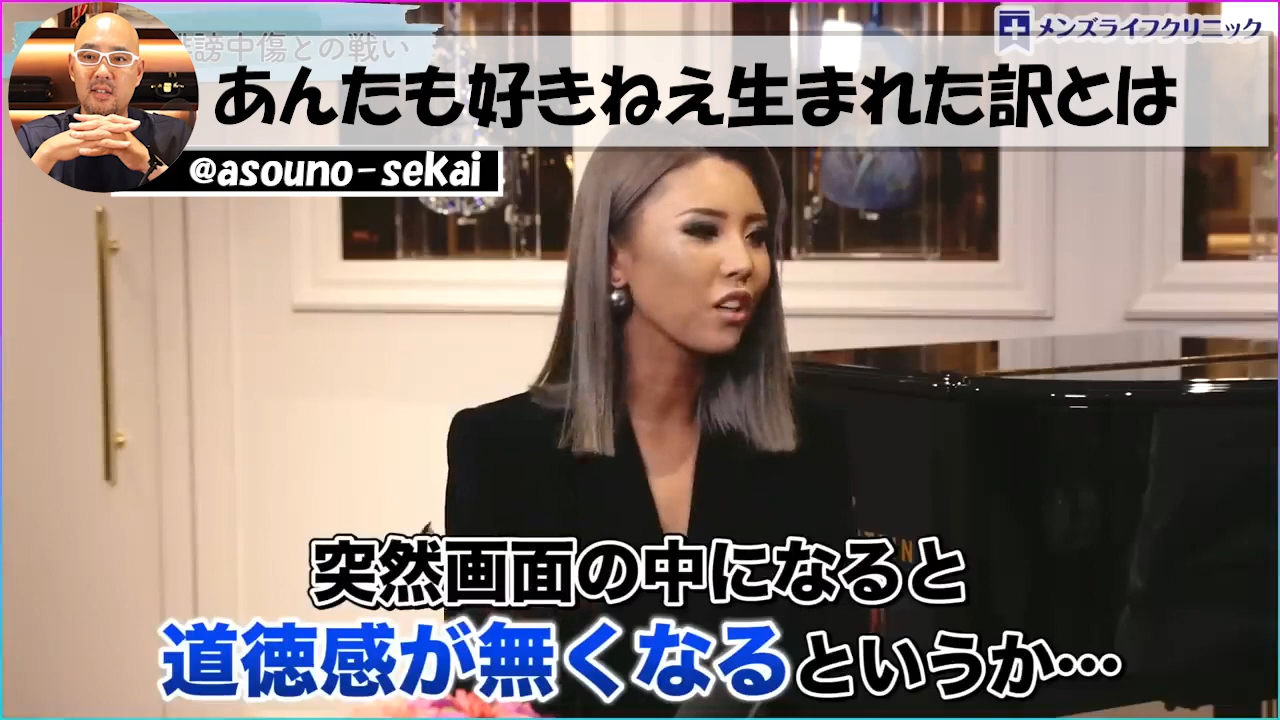 謗中傷との戦い
メンズライフクリニック
あんたも好きねえ生まれた訳とは
@asouno-sekai
突然画面の中になると
道徳感が無くなるというか…